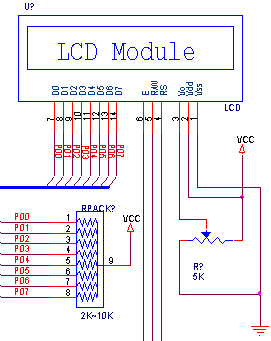 U?
LCD Module
D0 D1 D2 D3 D4 D5 D6 D7 E R/W RS Vo Vdd Vss
LCD
7 8 9 10 11 12 13 14 6 5 4 3 2 1
P00 P01 P02 P03 P04 P05 P06 P07
VCC
RPACK?
P00 1
P01 2
P02 3
P03 4
P04 5
P05 6
P06 7
P07 8
9
VCC
2K~10K
R?
5K